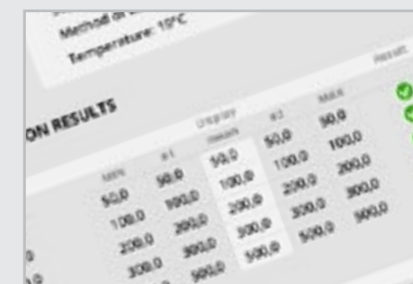 Method of
Temperature: 10°C
ON RESULTS
Display
Result
MIN #1 Mean #2 MAX
50,0 50,0 50,0 50,0 50,0
100,0 100,0 100,0 100,0 100,0
200,0 200,0 200,0 200,0 200,0
300,0 300,0 300,0 300,0 300,0
500,0 500,0 500,0 500,0